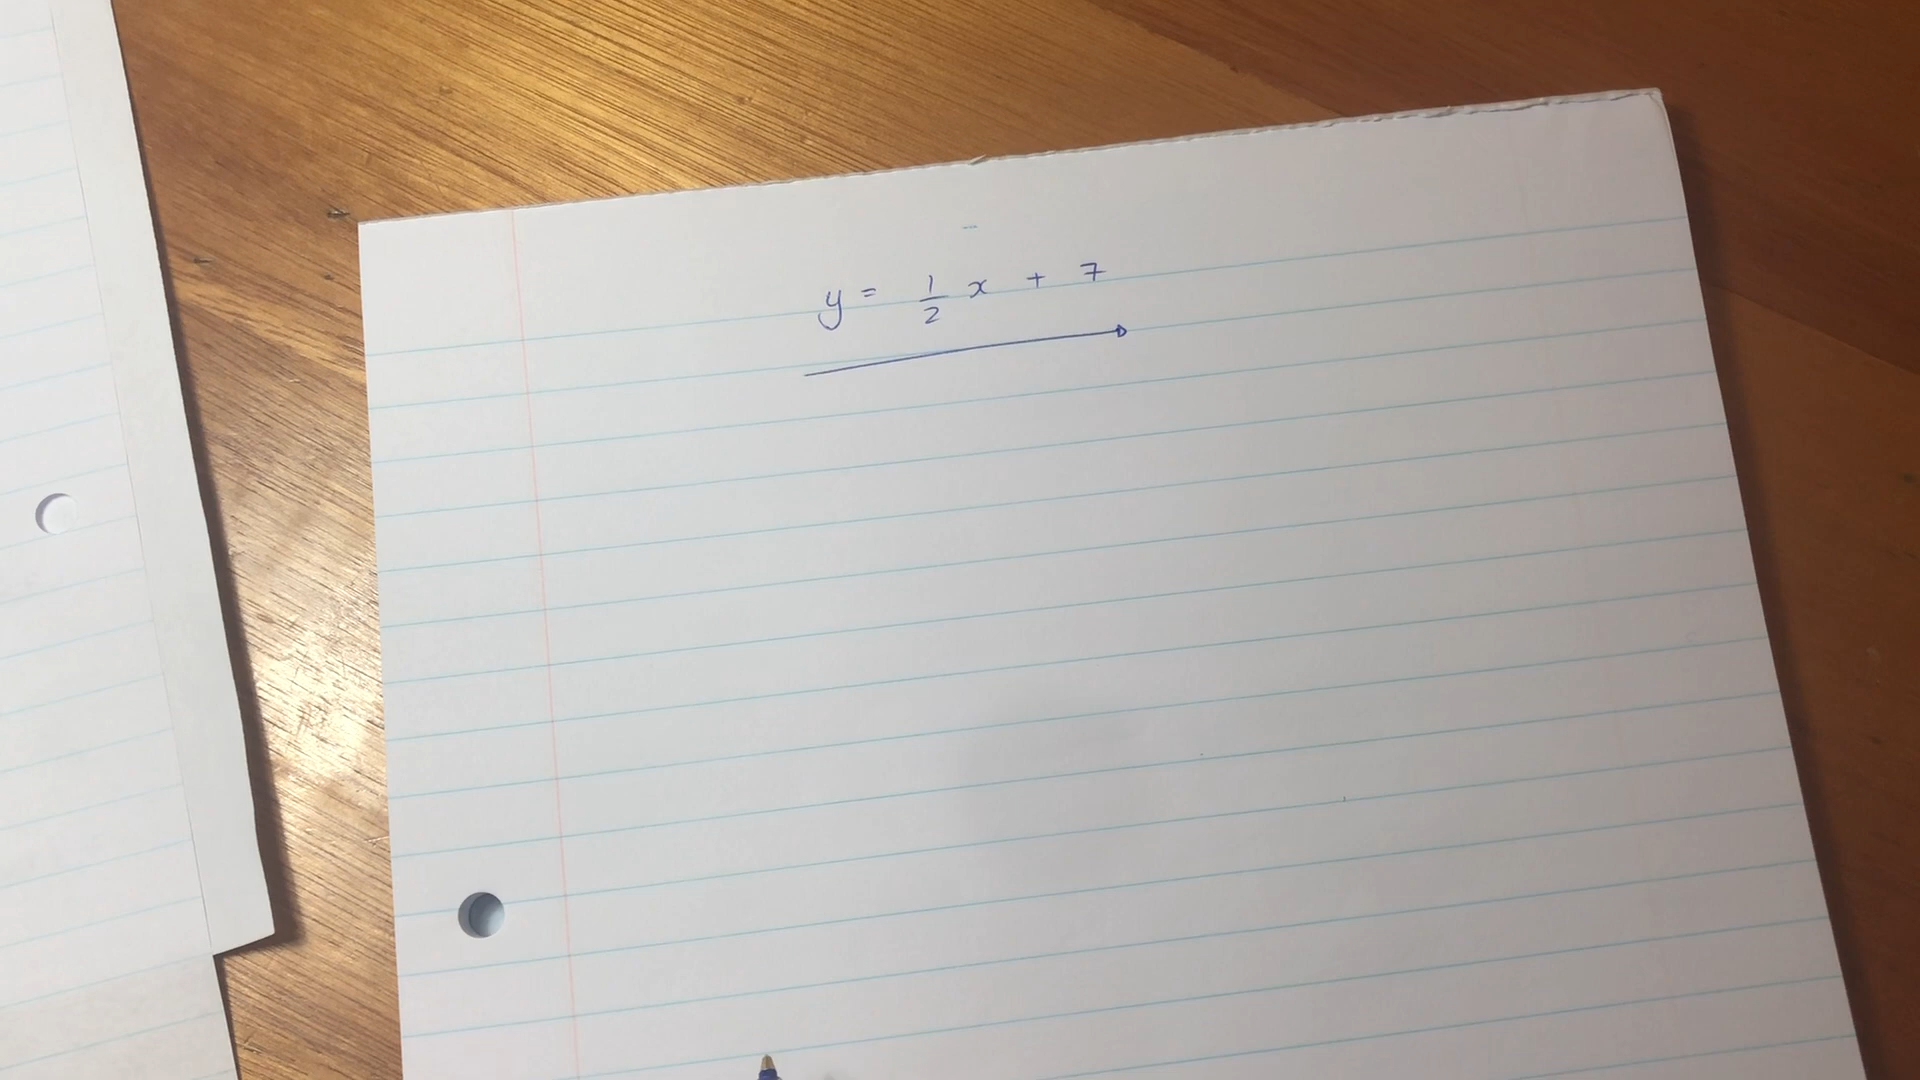 y = 1/2 x + 7